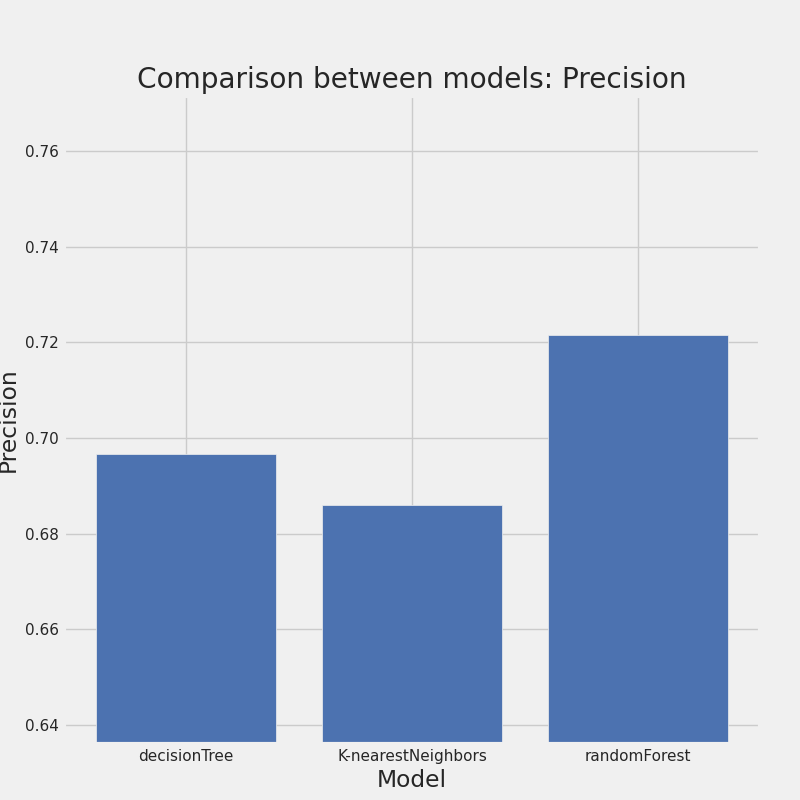 Comparison between models: Precision
0.76
0.74
0.72
0.70
0.68
0.66
0.64
Precision
decisionTree K-nearestNeighbors randomForest
Model